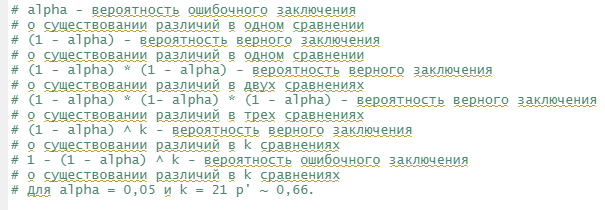 # alpha - вероятность ошибочного заключения
# о существовании различий в одном сравнении
# (1 - alpha) - вероятность верного заключения
# о существовании различий в одном сравнении
# (1 - alpha) * (1 - alpha) - вероятность верного заключения
# о существовании различий в двух сравнениях
# (1 - alpha) * (1- alpha) * (1 - alpha) - вероятность верного заключения
# о существовании различий в трех сравнениях
# (1 - alpha) ^ k - вероятность верного заключения
# о существовании различий в k сравнениях
# 1 - (1 - alpha) ^ k - вероятность ошибочного заключения
# о существовании различий в k сравнениях
# Для alpha = 0,05 и k = 21 p' ~ 0,66.